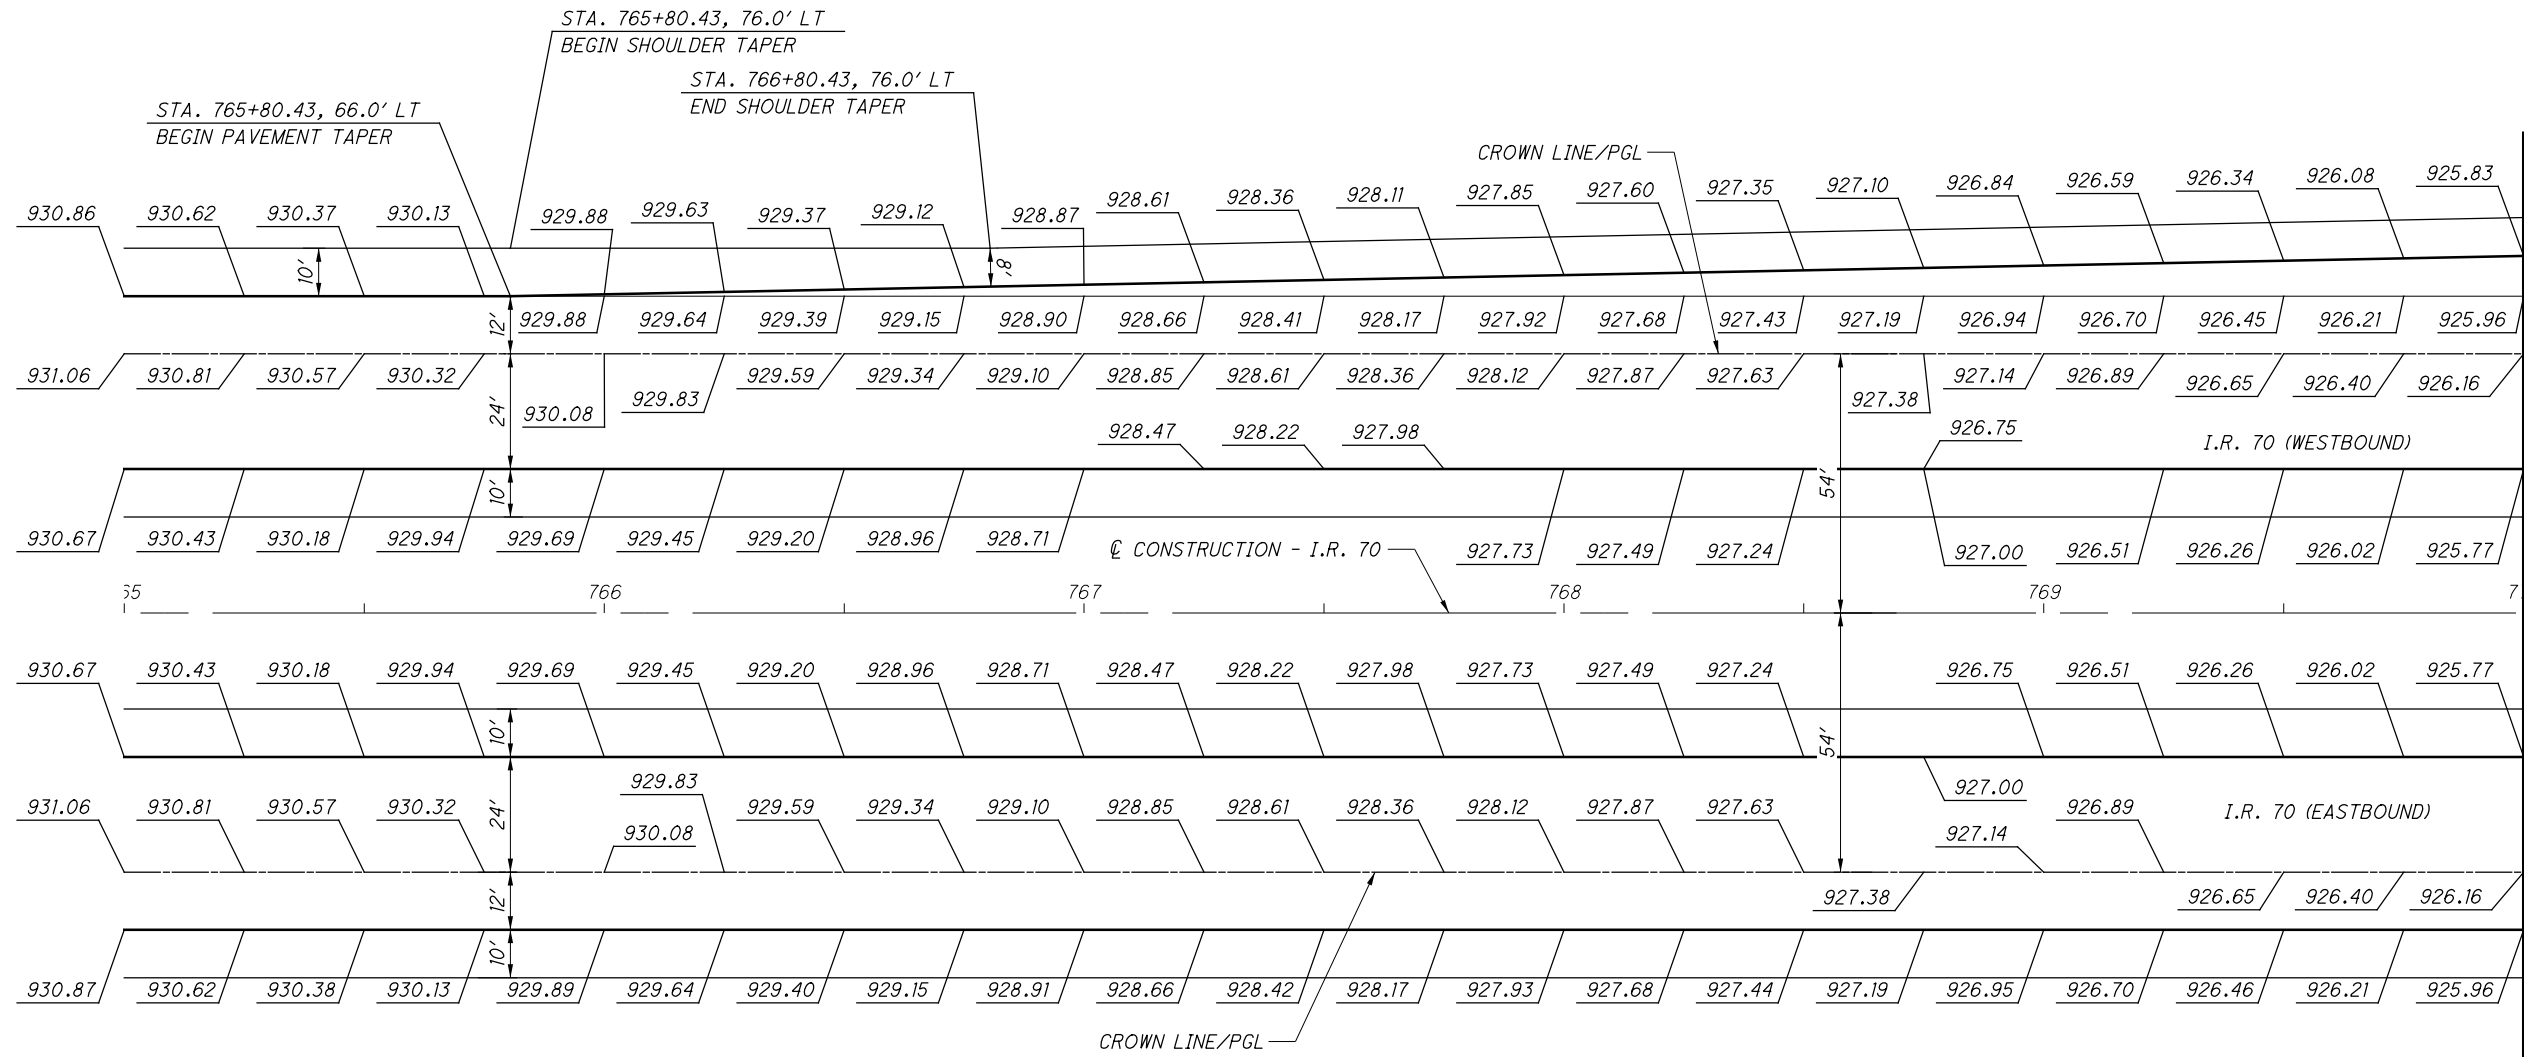 STA. 765+80.43, 76.0' LT
BEGIN SHOULDER TAPER
STA. 766+80.43, 76.0' LT
END SHOULDER TAPER
STA. 765+80.43, 66.0' LT
BEGIN PAVEMENT TAPER
CROWN LINE/PGL
930.86 930.62 930.37 930.13 929.88 929.63 929.37 929.12 928.87 928.61 928.36 928.11 927.85 927.60 927.35 927.10 926.84 926.59 926.34 926.08 925.83
10' 8'
12' 929.88 929.64 929.39 929.15 928.90 928.66 928.41 928.17 927.92 927.68 927.43 927.19 926.94 926.70 926.45 926.21 925.96
931.06 930.81 930.57 930.32 930.08 929.83 929.59 929.34 929.10 928.85 928.61 928.36 928.12 927.87 927.63 927.38 927.14 926.89 926.65 926.40 926.16
24'
928.47 928.22 927.98 926.75
I.R. 70 (WESTBOUND)
10' 54'
930.67 930.43 930.18 929.94 929.69 929.45 929.20 928.96 928.71 927.73 927.49 927.24 927.00 926.51 926.26 926.02 925.77
℄ CONSTRUCTION - I.R. 70
65 766 767 768 769 7
930.67 930.43 930.18 929.94 929.69 929.45 929.20 928.96 928.71 928.47 928.22 927.98 927.73 927.49 927.24 926.75 926.51 926.26 926.02 925.77
10' 54'
927.00
24'
I.R. 70 (EASTBOUND)
931.06 930.81 930.57 930.32 930.08 929.83 929.59 929.34 929.10 928.85 928.61 928.36 928.12 927.87 927.63 927.14 926.89
12' 927.38 926.65 926.40 926.16
10'
930.87 930.62 930.38 930.13 929.89 929.64 929.40 929.15 928.91 928.66 928.42 928.17 927.93 927.68 927.44 927.19 926.95 926.70 926.46 926.21 925.96
CROWN LINE/PGL